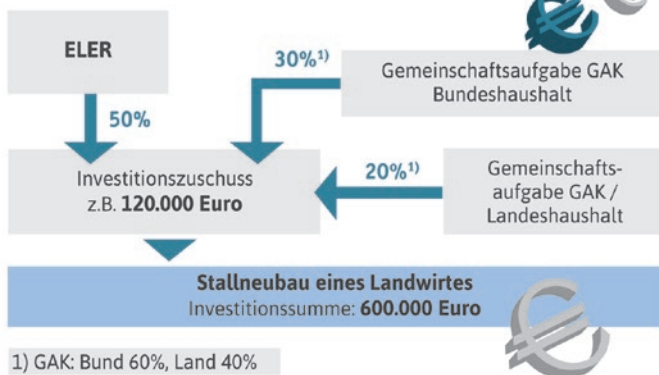 ELER
50%
30%¹⁾
Gemeinschaftsaufgabe GAK
Bundeshaushalt
Investitionszuschuss
z.B. 120.000 Euro
20%¹⁾
Gemeinschafts-
aufgabe GAK /
Landeshaushalt
Stallneubau eines Landwirtes
Investitionssumme: 600.000 Euro
1) GAK: Bund 60%, Land 40%